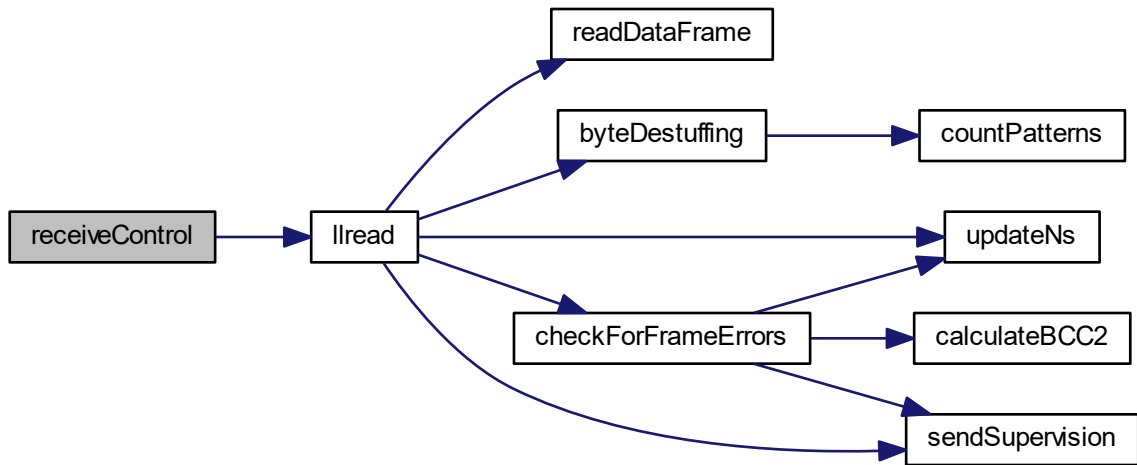 readDataFrame
byteDestuffing
countPatterns
receiveControl
llread
updateNs
checkForFrameErrors
calculateBCC2
sendSupervision